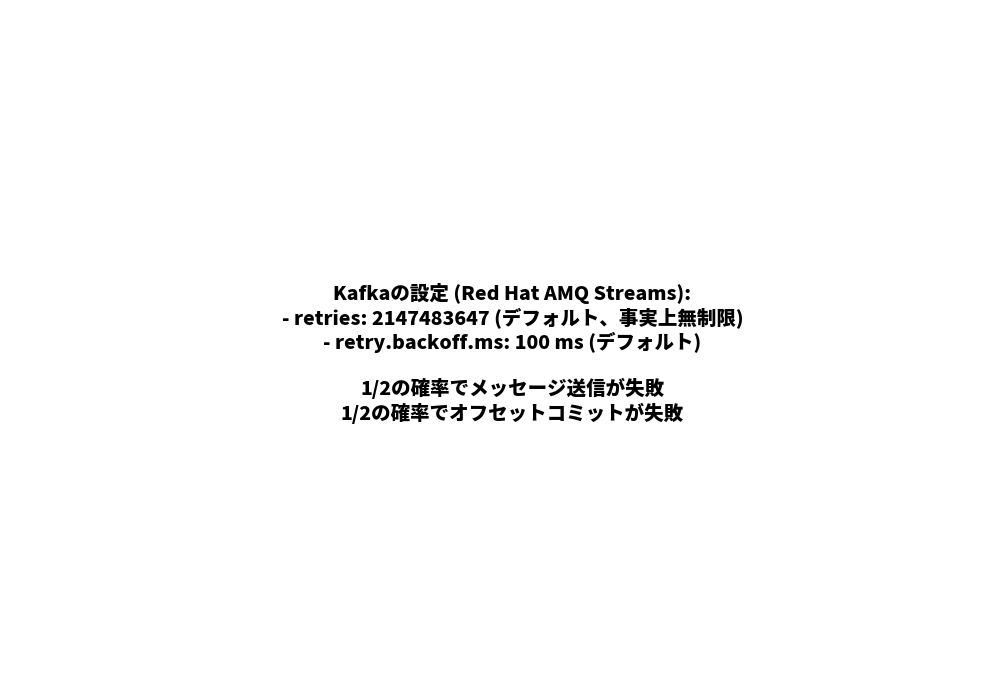 Kafkaの設定 (Red Hat AMQ Streams):
- retries: 2147483647 (デフォルト、事実上無制限)
- retry.backoff.ms: 100 ms (デフォルト)
1/2の確率でメッセージ送信が失敗
1/2の確率でオフセットコミットが失敗